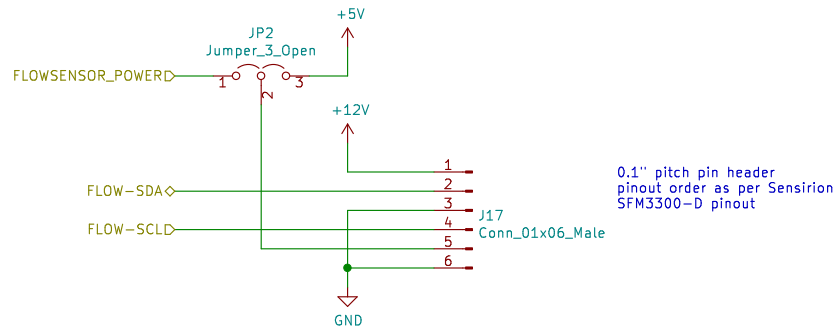 +5V
JP2
Jumper_3_Open
FLOWSENSOR_POWER
1
2
3
+12V
1
FLOW-SDA
2
3
FLOW-SCL
4
5
6
J17
Conn_01x06_Male
0.1" pitch pin header
pinout order as per Sensirion
SFM3300-D pinout
GND